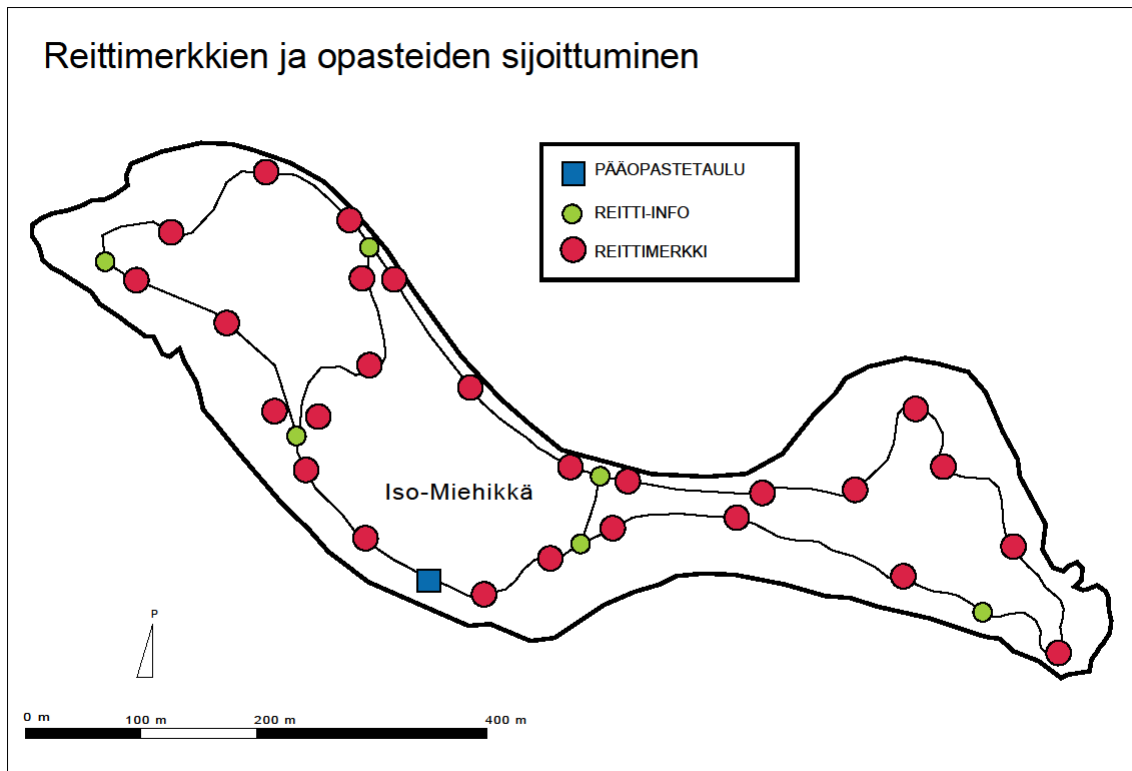 Reittimerkkien ja opasteiden sijoittuminen
PÄÄOPASTETAULU
REITTI-INFO
REITTIMERKKI
Iso-Miehikkä
P
0 m 100 m 200 m 400 m